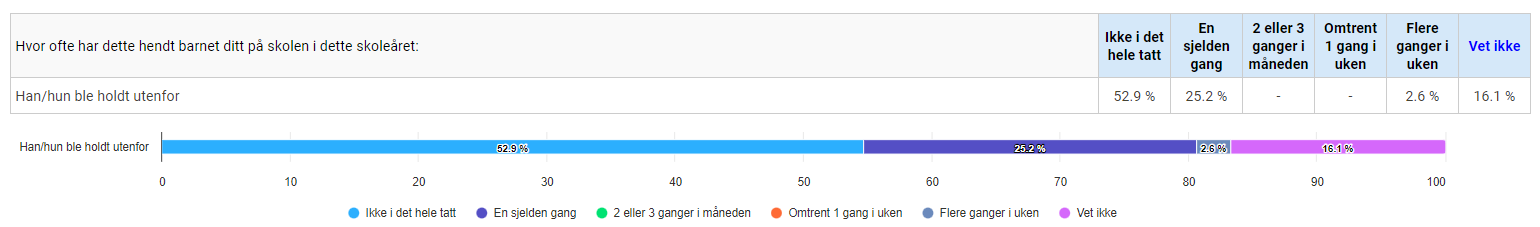 Hvor ofte har dette hendt barnet ditt på skolen i dette skoleåret:
Ikke i det
hele tatt
En
sjelden
gang
2 eller 3
ganger i
måneden
Omtrent
1 gang i
uken
Flere
ganger i
uken
Vet ikke
Han/hun ble holdt utenfor 52.9 % 25.2 % - - 2.6 % 16.1 %
Han/hun ble holdt utenfor 52.9 % 25.2 % 2.6 % 16.1 %
0 10 20 30 40 50 60 70 80 90 100
Ikke i det hele tatt En sjelden gang 2 eller 3 ganger i måneden Omtrent 1 gang i uken Flere ganger i uken Vet ikke